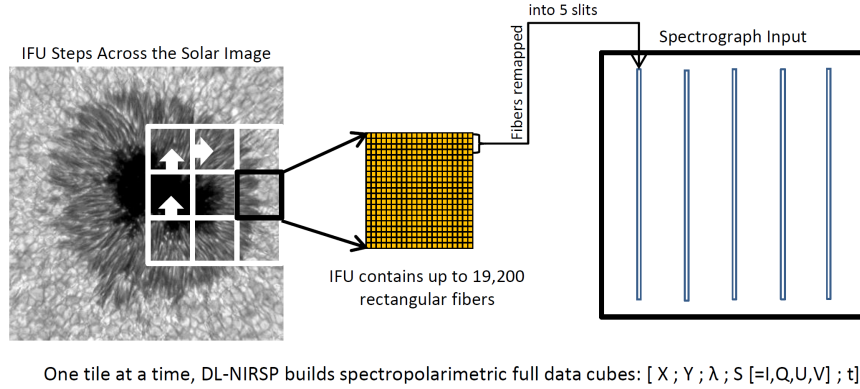 IFU Steps Across the Solar Image
Fibers remapped
into 5 slits
Spectrograph Input
IFU contains up to 19,200
rectangular fibers
One tile at a time, DL-NIRSP builds spectropolarimetric full data cubes: [ X ; Y ; λ ; S [=I,Q,U,V] ; t]